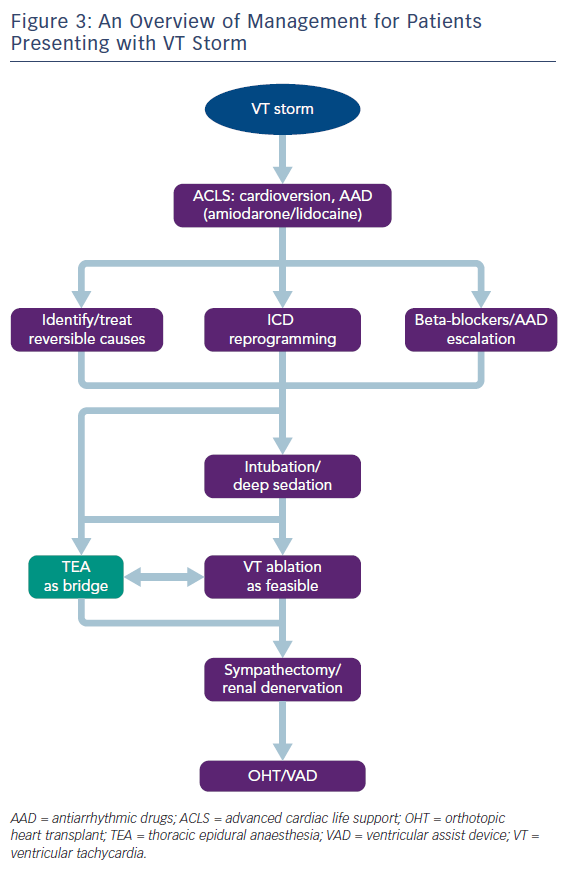 Figure 3: An Overview of Management for Patients
Presenting with VT Storm
VT storm
ACLS: cardioversion, AAD
(amiodarone/lidocaine)
Identify/treat
reversible causes
ICD
reprogramming
Beta-blockers/AAD
escalation
Intubation/
deep sedation
TEA
as bridge
VT ablation
as feasible
Sympathectomy/
renal denervation
OHT/VAD
AAD = antiarrhythmic drugs; ACLS = advanced cardiac life support; OHT = orthotopic
heart transplant; TEA = thoracic epidural anaesthesia; VAD = ventricular assist device; VT =
ventricular tachycardia.